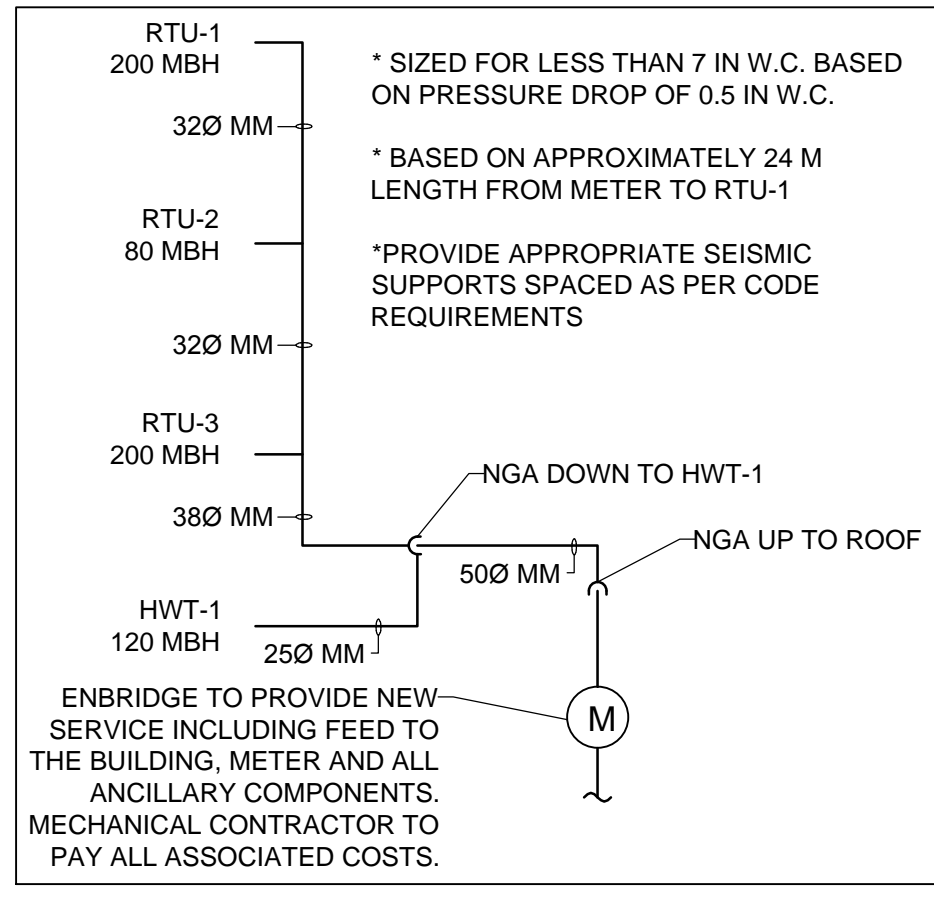 RTU-1
200 MBH
* SIZED FOR LESS THAN 7 IN W.C. BASED
ON PRESSURE DROP OF 0.5 IN W.C.
32Ø MM
* BASED ON APPROXIMATELY 24 M
LENGTH FROM METER TO RTU-1
RTU-2
80 MBH
*PROVIDE APPROPRIATE SEISMIC
SUPPORTS SPACED AS PER CODE
REQUIREMENTS
32Ø MM
RTU-3
200 MBH
NGA DOWN TO HWT-1
38Ø MM
NGA UP TO ROOF
50Ø MM
HWT-1
120 MBH
25Ø MM
ENBRIDGE TO PROVIDE NEW
SERVICE INCLUDING FEED TO
THE BUILDING, METER AND ALL
ANCILLARY COMPONENTS.
MECHANICAL CONTRACTOR TO
PAY ALL ASSOCIATED COSTS.
M